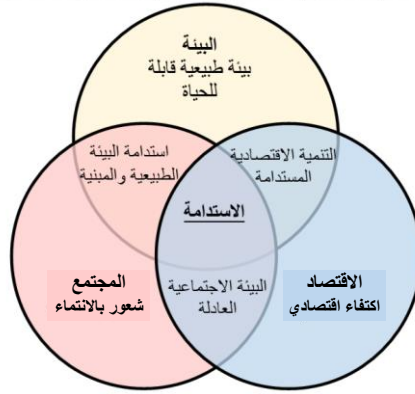 البيئة
بيئة طبيعية قابلة
للحياة
استدامة البيئة
الطبيعية والمبنية
التنمية الاقتصادية
المستدامة
الاستدامة
المجتمع
شعور بالانتماء
البيئة الاجتماعية
العادلة
الاقتصاد
اكتفاء اقتصادي